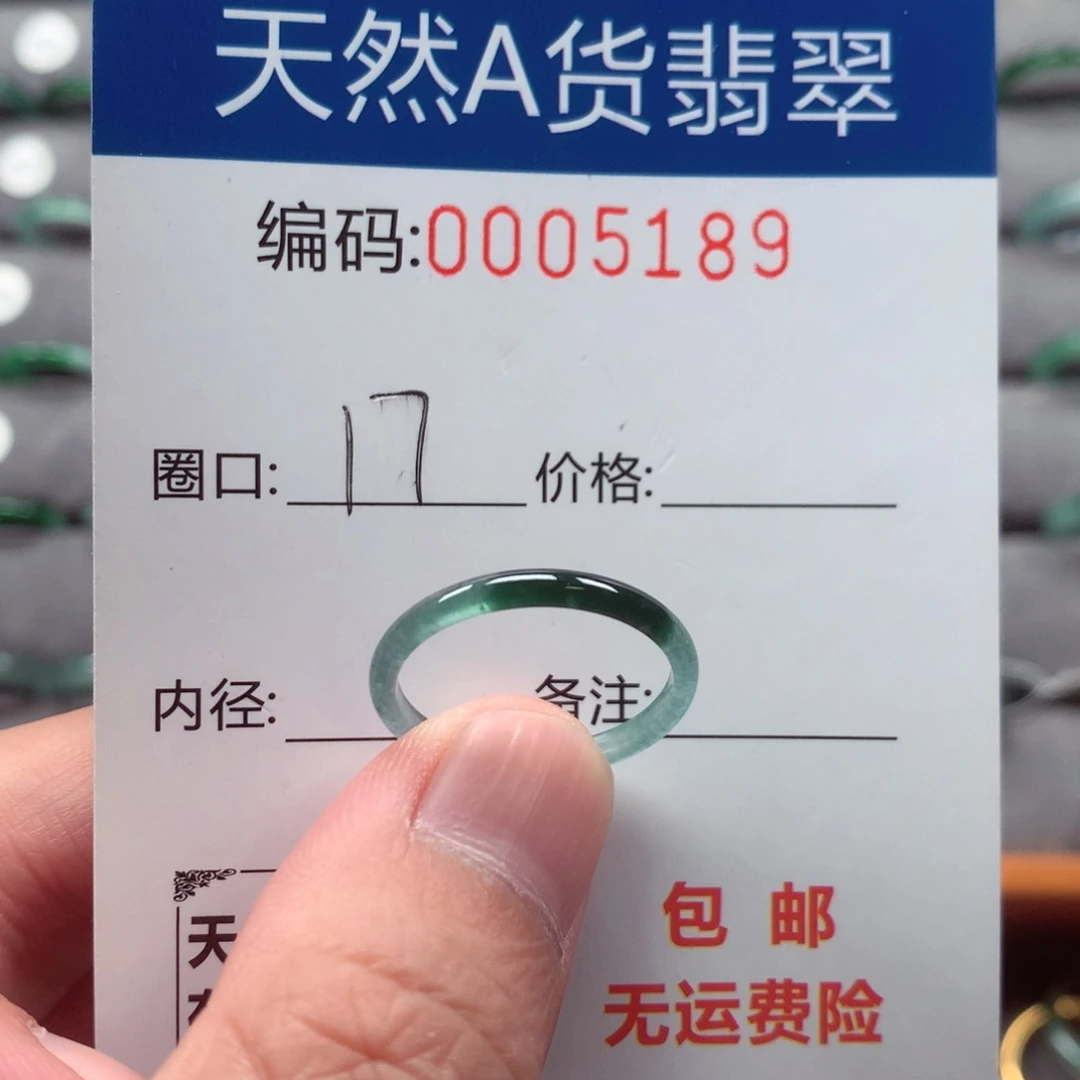 天然A货翡翠
编码:0005189
圈口: 17 价格:
内径: 备注:
天
包 邮
无运费险